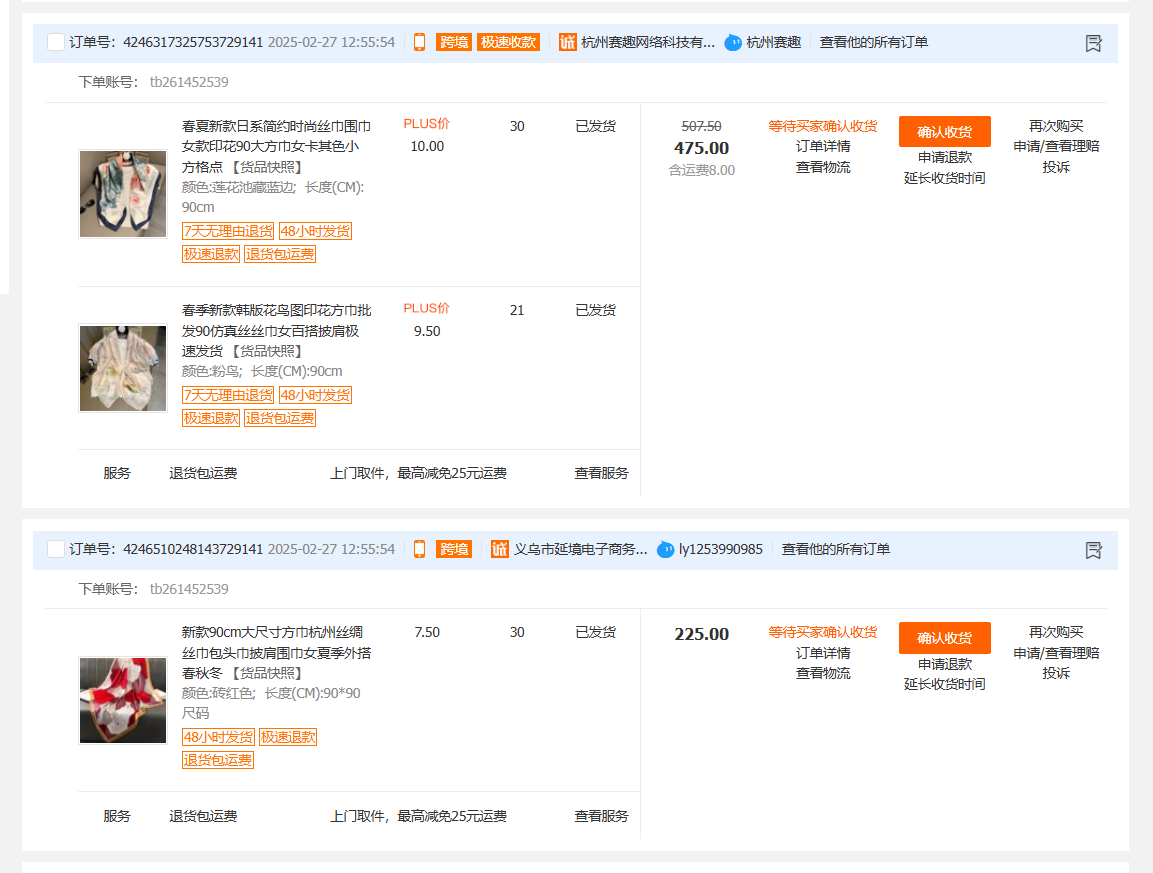 订单号：4246317325753729141 2025-02-27 12:55:54 跨境 极速收款 诚 杭州赛趣网络科技有... 杭州赛趣 查看他的所有订单
下单账号： tb261452539
春夏新款日系简约时尚丝巾围巾
女款印花90大方巾女卡其色小
方格点 【货品快照】
颜色:莲花池藏蓝边; 长度(CM):
90cm
7天无理由退货 48小时发货
极速退款 退货包运费
PLUS价
10.00
30
已发货
507.50
475.00
含运费8.00
等待买家确认收货
订单详情
查看物流
确认收货
申请退款
延长收货时间
再次购买
申请/查看理赔
投诉
春季新款韩版花鸟图印花方巾批
发90仿真丝丝巾女百搭披肩极
速发货 【货品快照】
颜色:粉鸟; 长度(CM):90cm
7天无理由退货 48小时发货
极速退款 退货包运费
PLUS价
9.50
21
已发货
服务 退货包运费 上门取件，最高减免25元运费 查看服务
订单号：4246510248143729141 2025-02-27 12:55:54 跨境 诚 义乌市延境电子商务... ly1253990985 查看他的所有订单
下单账号： tb261452539
新款90cm大尺寸方巾杭州丝绸
丝巾包头巾披肩围巾女夏季外搭
春秋冬 【货品快照】
颜色:砖红色; 长度(CM):90*90
尺码
48小时发货 极速退款
退货包运费
7.50
30
已发货
225.00
等待买家确认收货
订单详情
查看物流
确认收货
申请退款
延长收货时间
再次购买
申请/查看理赔
投诉
服务 退货包运费 上门取件，最高减免25元运费 查看服务